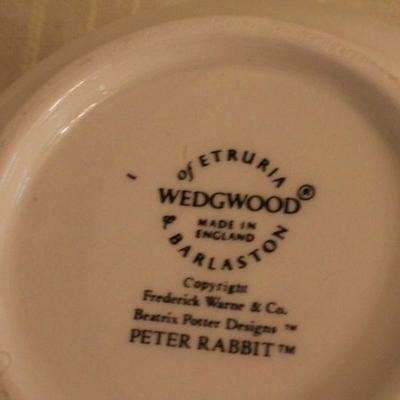 of ETRURIA
WEDGWOOD®
MADE IN
ENGLAND
& BARLASTON
Copyright
Frederick Warne & Co.
Beatrix Potter Designs ™
PETER RABBIT™